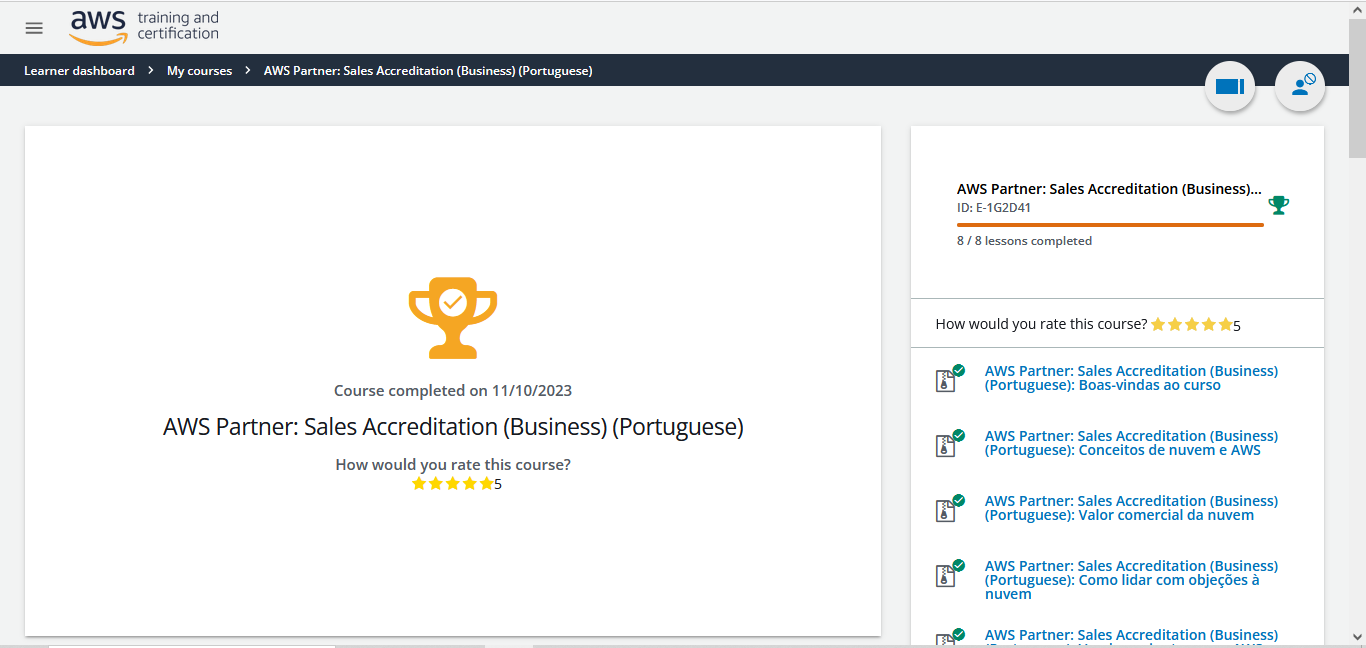 aws training and
certification
Learner dashboard > My courses > AWS Partner: Sales Accreditation (Business) (Portuguese)
Course completed on 11/10/2023
AWS Partner: Sales Accreditation (Business) (Portuguese)
How would you rate this course?
5
AWS Partner: Sales Accreditation (Business)...
ID: E-1G2D41
8 / 8 lessons completed
How would you rate this course? 5
AWS Partner: Sales Accreditation (Business)
(Portuguese): Boas-vindas ao curso
AWS Partner: Sales Accreditation (Business)
(Portuguese): Conceitos de nuvem e AWS
AWS Partner: Sales Accreditation (Business)
(Portuguese): Valor comercial da nuvem
AWS Partner: Sales Accreditation (Business)
(Portuguese): Como lidar com objeções à
nuvem
AWS Partner: Sales Accreditation (Business)